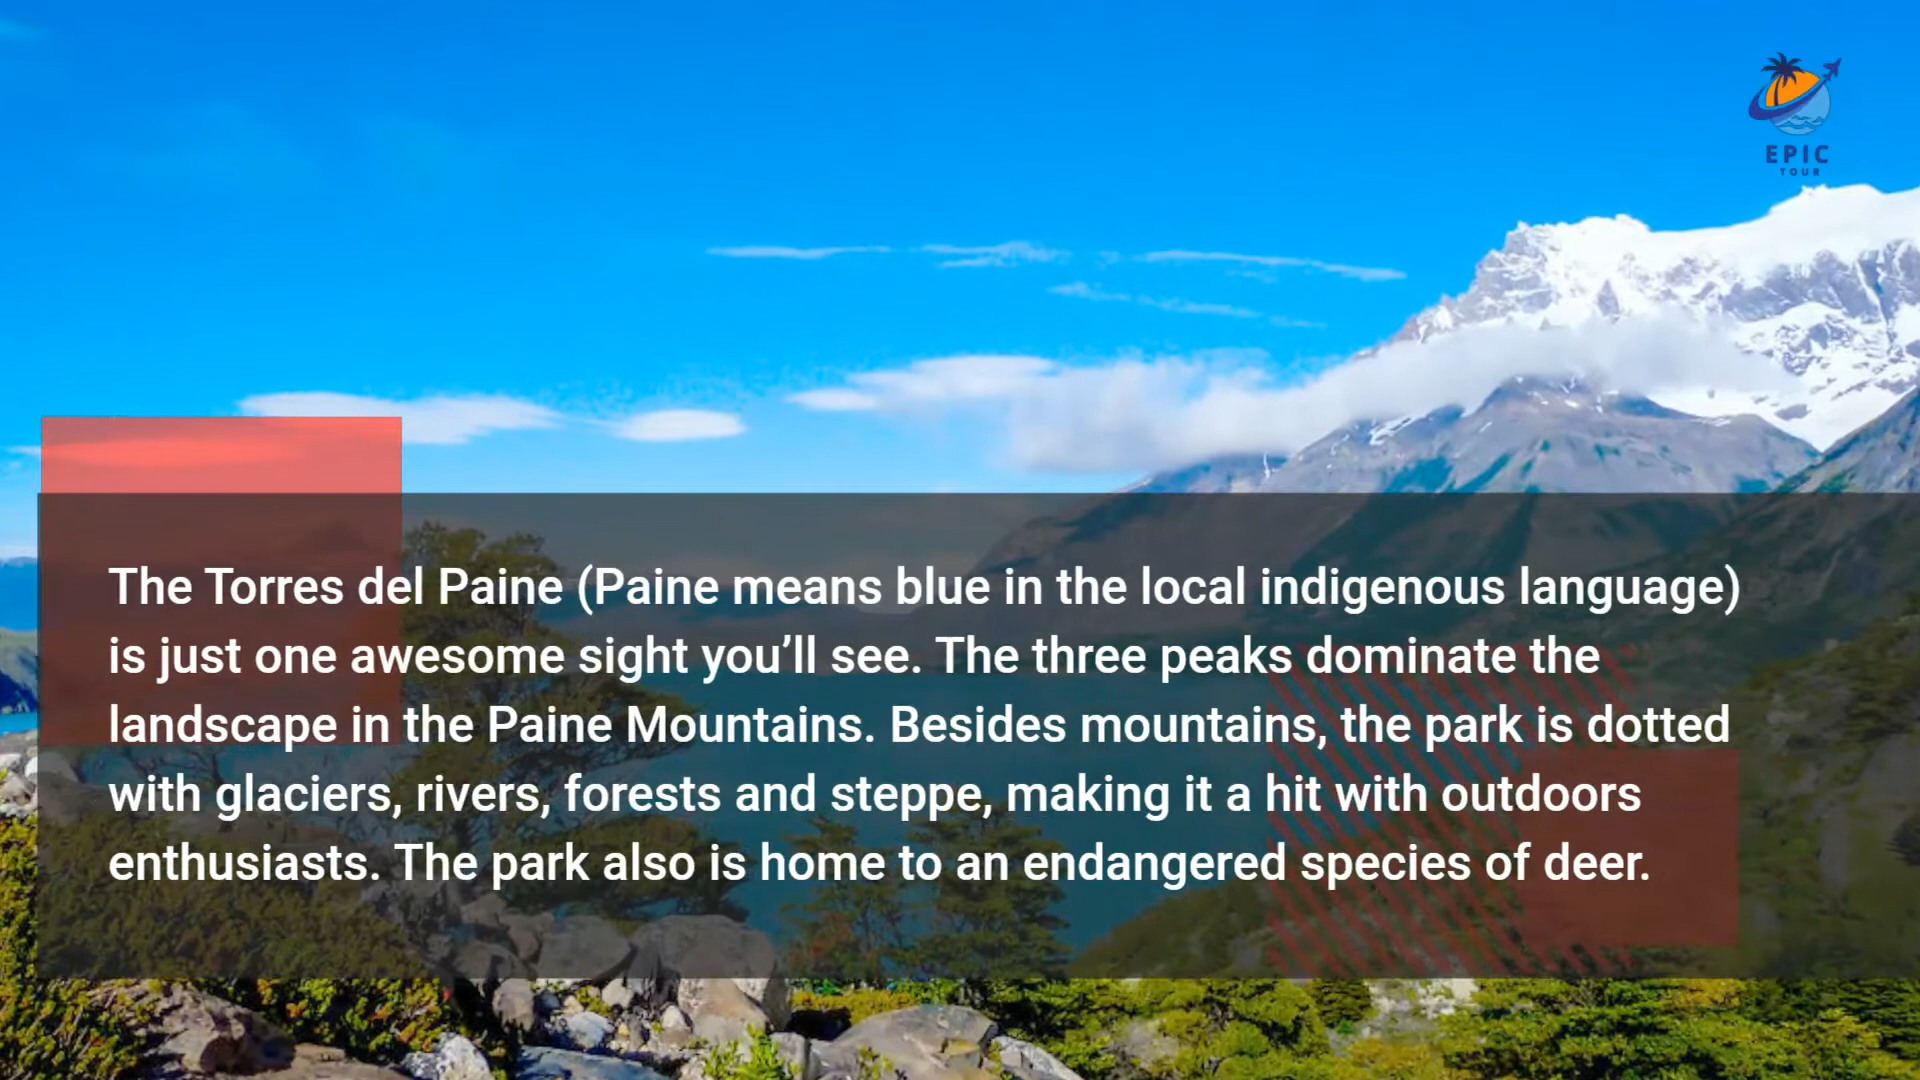 EPIC
TOUR
The Torres del Paine (Paine means blue in the local indigenous language)
is just one awesome sight you’ll see. The three peaks dominate the
landscape in the Paine Mountains. Besides mountains, the park is dotted
with glaciers, rivers, forests and steppe, making it a hit with outdoors
enthusiasts. The park also is home to an endangered species of deer.